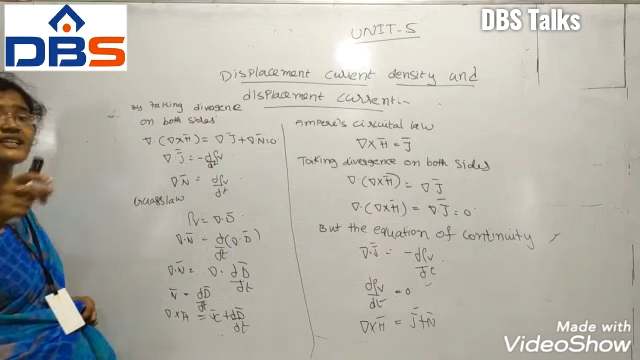 DBS
DBS Talks
UNIT-5
Displacement current density and
displacement current:-
Ampere's circuital law
∇×H̄ = J̄
Taking divergence on both sides
∇·(∇×H̄) = ∇J̄
∇·(∇×H̄) = ∇J̄ = 0
But the equation of continuity
∇·J̄ = -dρv/dt
dρv/dt = 0
∇×H̄ = J̄+N̄
By Taking divergence
on both sides
∇·(∇×H̄) = ∇J̄+∇N̄=0
∇J̄ = -dρv/dt
∇N̄ = dρv/dt
Gauss law
ρv = ∇·D̄
∇·N̄ = d/dt(∇·D̄)
∇·N̄ = ∇·dD̄/dt
N̄ = dD̄/dt
∇×H̄ = J̄c+dD̄/dt
Made with
VideoShow